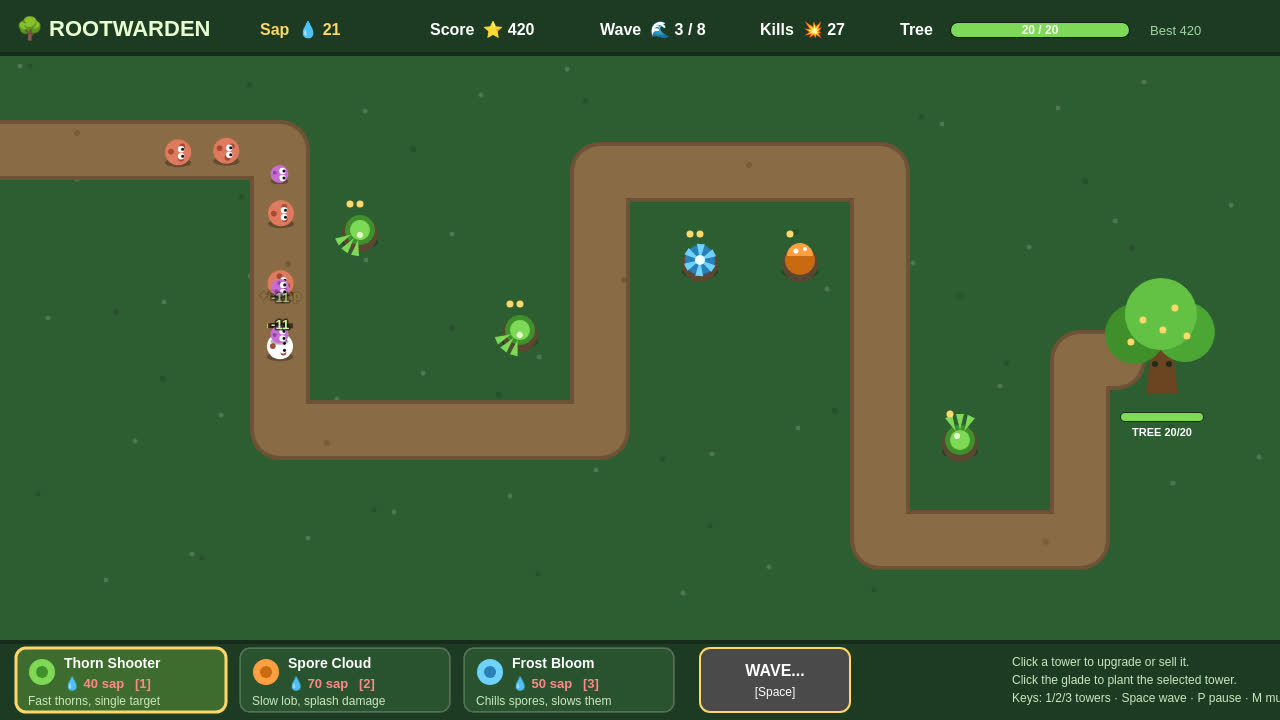 🌳 ROOTWARDEN
Sap 💧 21
Score ⭐ 420
Wave 🌊 3 / 8
Kills 💥 27
Tree
20 / 20
Best 420
-11
-11
TREE 20/20
Thorn Shooter
💧 40 sap [1]
Fast thorns, single target
Spore Cloud
💧 70 sap [2]
Slow lob, splash damage
Frost Bloom
💧 50 sap [3]
Chills spores, slows them
WAVE...
[Space]
Click a tower to upgrade or sell it.
Click the glade to plant the selected tower.
Keys: 1/2/3 towers · Space wave · P pause · M mu